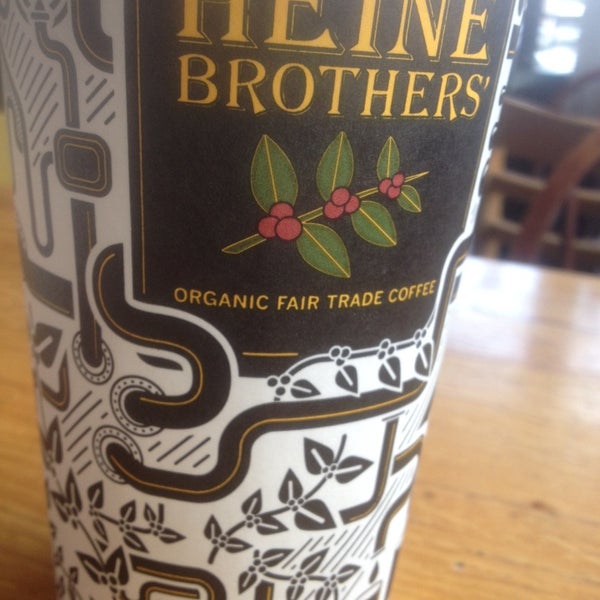 HEINE
BROTHERS'
ORGANIC FAIR TRADE COFFEE